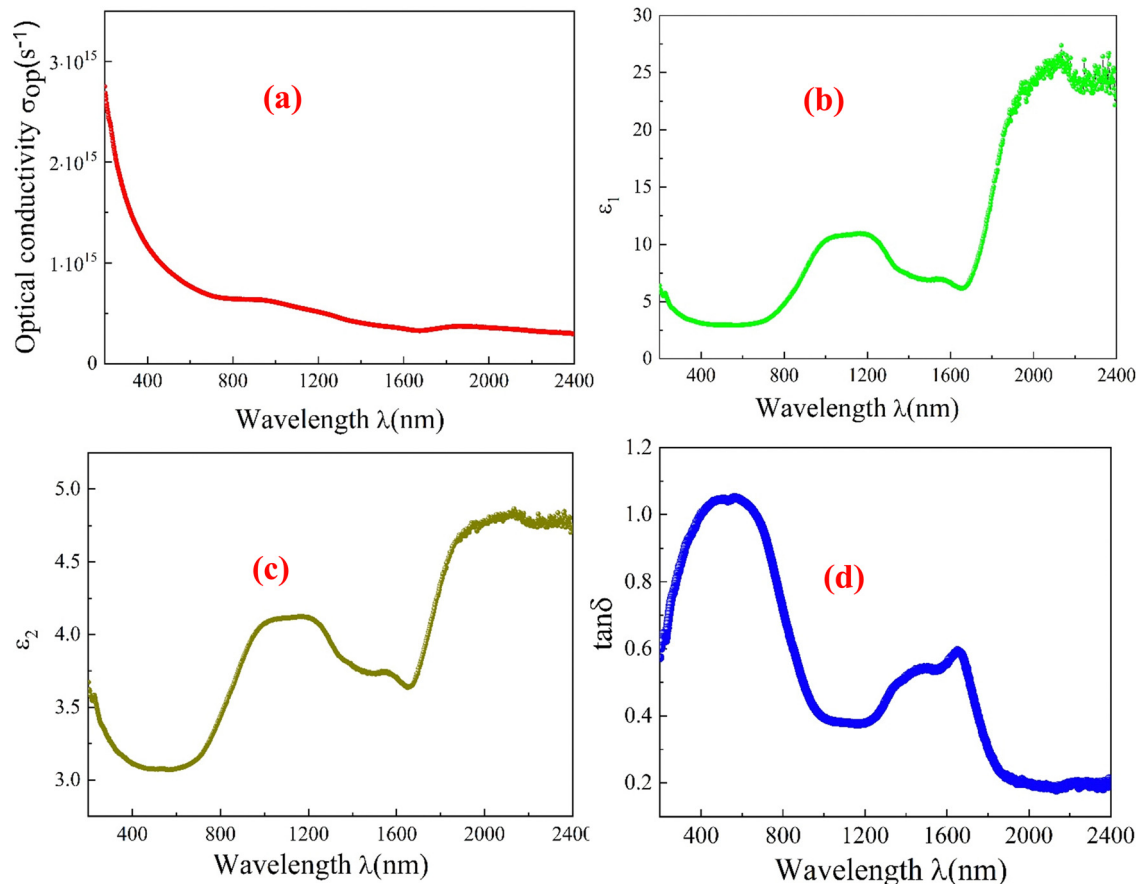 Optical conductivity σop(s⁻¹)
3·10¹⁵
2·10¹⁵
1·10¹⁵
0
(a)
400 800 1200 1600 2000 2400
Wavelength λ(nm)
ε₁
30
25
20
15
10
5
0
(b)
400 800 1200 1600 2000 2400
Wavelength λ(nm)
ε₂
5.0
4.5
4.0
3.5
3.0
(c)
400 800 1200 1600 2000 2400
Wavelength λ(nm)
tanδ
1.2
1.0
0.8
0.6
0.4
0.2
(d)
400 800 1200 1600 2000 2400
Wavelength λ(nm)